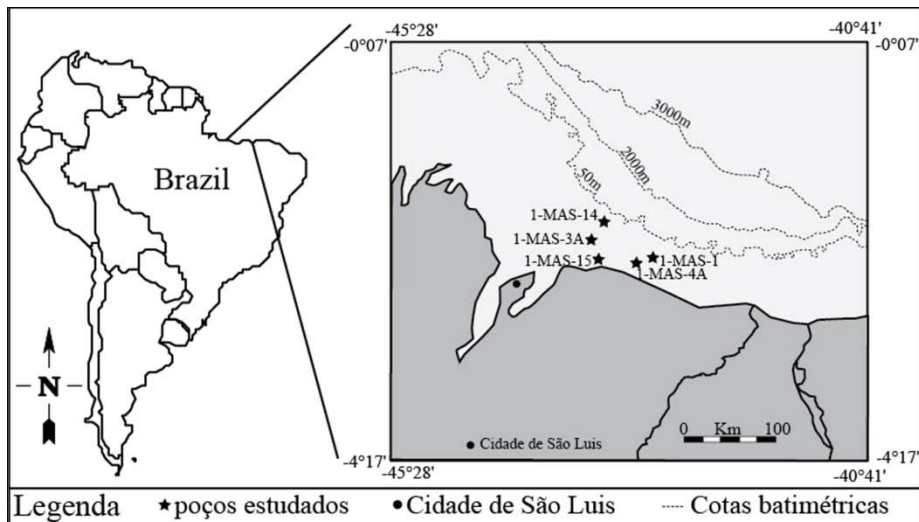 -45°28'
-40°41'
-0°07'
-0°07'
3000m
2000m
50m
Brazil
1-MAS-14
1-MAS-3A
1-MAS-15
1-MAS-1
1-MAS-4A
N
0 Km 100
Cidade de São Luis
-4°17'
-4°17'
-45°28'
-40°41'
Legenda poços estudados Cidade de São Luis Cotas batimétricas